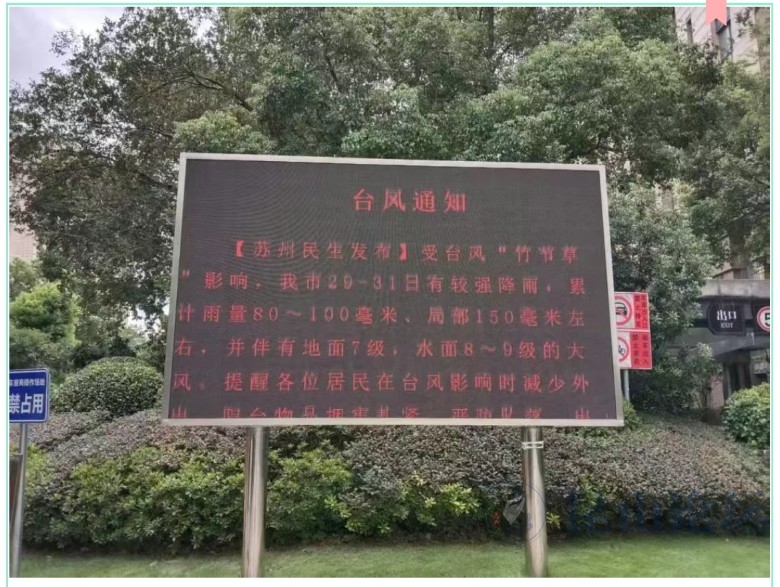 台风通知
【苏州民生发布】受台风“竹节草
”影响，我市29-31日有较强降雨，累
计雨量80～100毫米、局部150毫米左
右，并伴有地面7级，水面8～9级的大
风。提醒各位居民在台风影响时减少外
出
出口
EXIT
禁占用